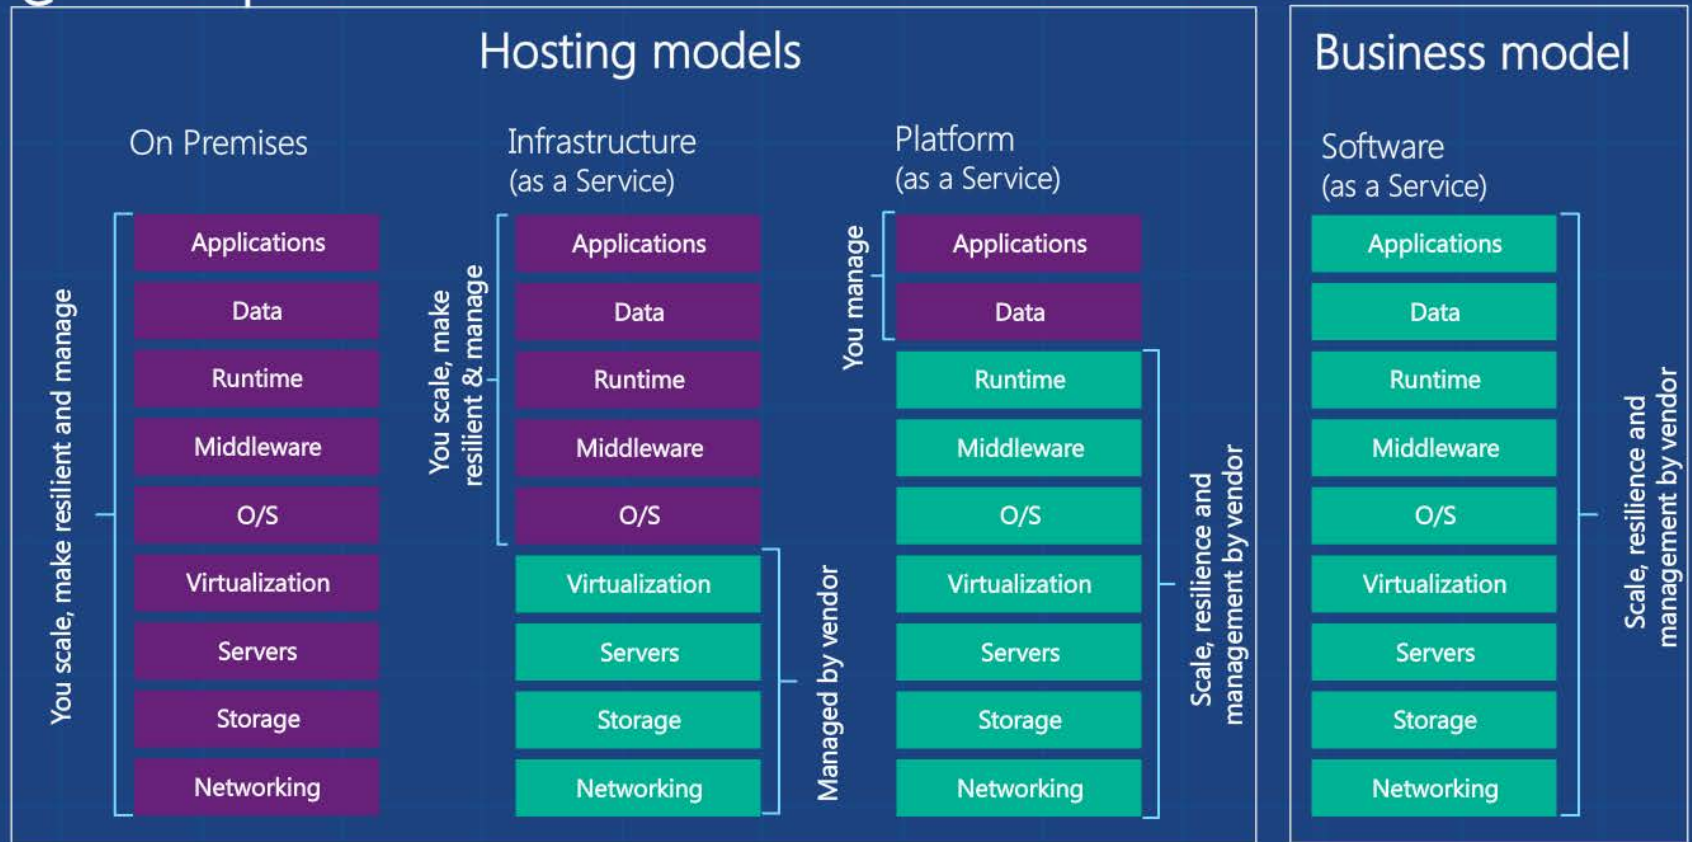 Hosting models
On Premises
You scale, make resilient and manage
Applications
Data
Runtime
Middleware
O/S
Virtualization
Servers
Storage
Networking
Infrastructure
(as a Service)
You scale, make
resilient & manage
Applications
Data
Runtime
Middleware
O/S
Virtualization
Servers
Storage
Networking
Managed by vendor
Platform
(as a Service)
You manage
Applications
Data
Runtime
Middleware
O/S
Virtualization
Servers
Storage
Networking
Scale, resilience and
management by vendor
Business model
Software
(as a Service)
Applications
Data
Runtime
Middleware
O/S
Virtualization
Servers
Storage
Networking
Scale, resilience and
management by vendor